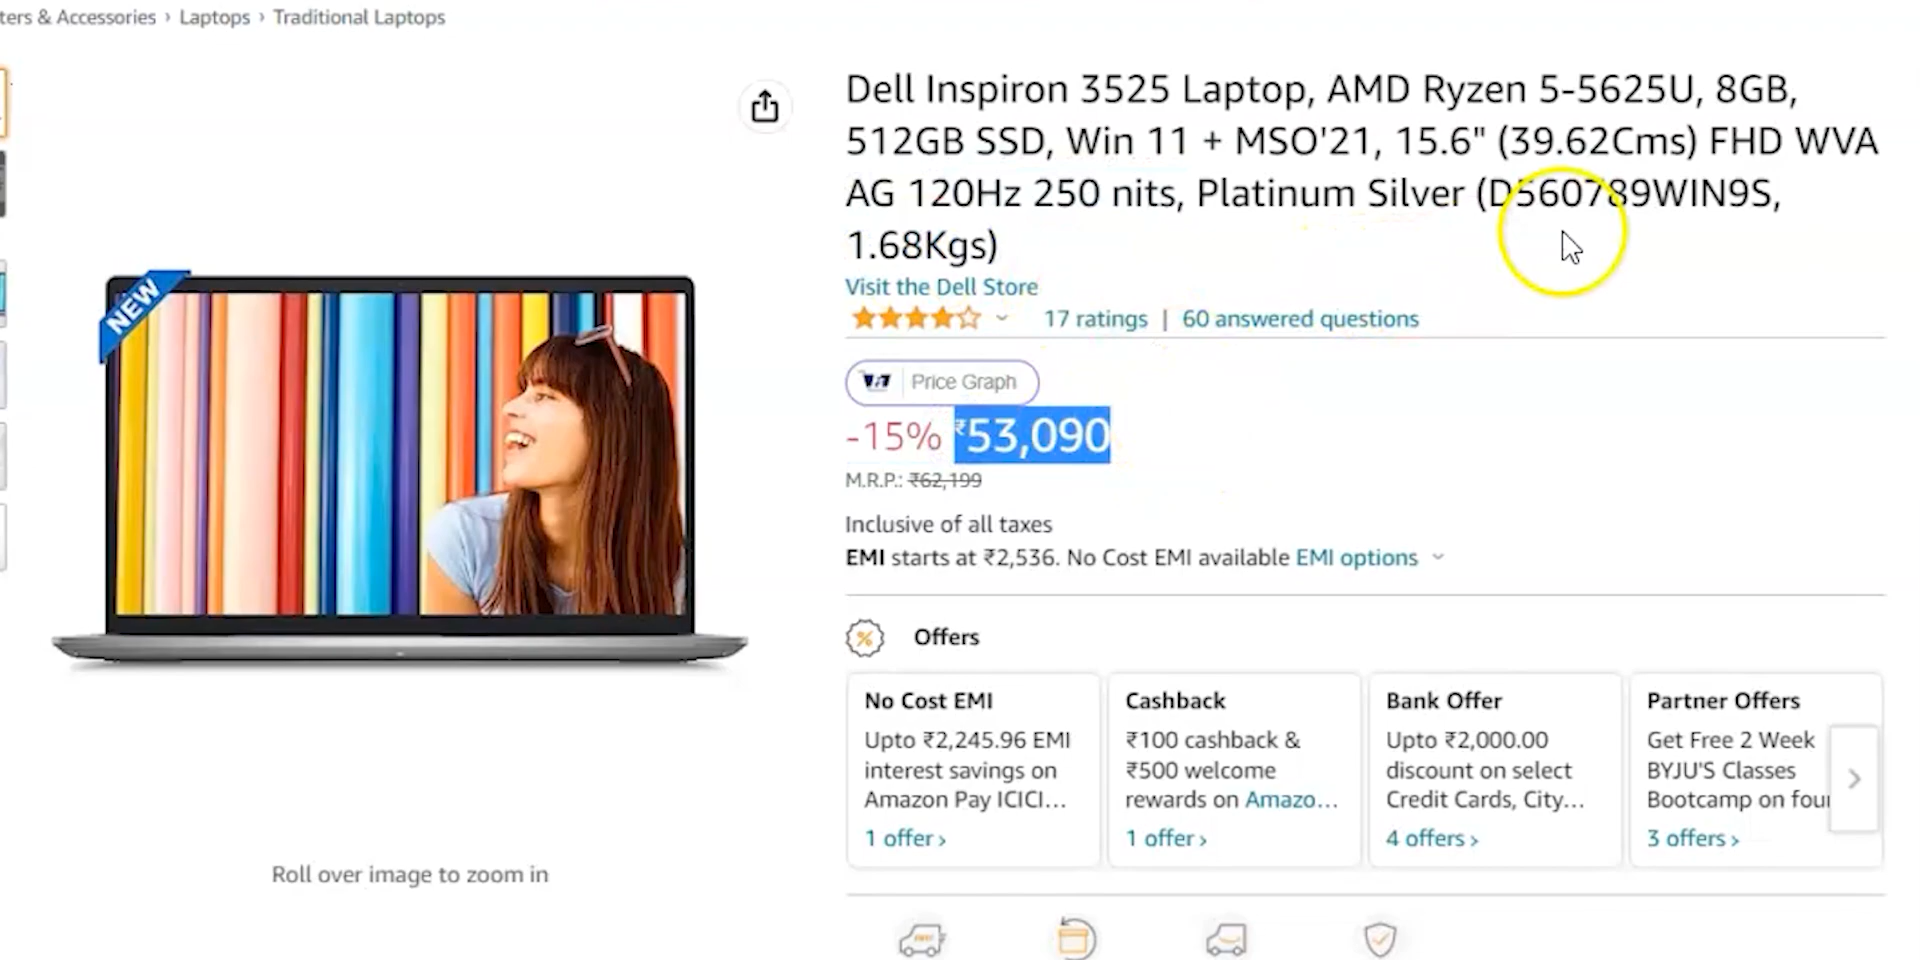 ters & Accessories › Laptops › Traditional Laptops
Dell Inspiron 3525 Laptop, AMD Ryzen 5-5625U, 8GB,
512GB SSD, Win 11 + MSO'21, 15.6" (39.62Cms) FHD WVA
AG 120Hz 250 nits, Platinum Silver (D560789WIN9S,
1.68Kgs)
Visit the Dell Store
17 ratings | 60 answered questions
Price Graph
-15% ₹53,090
M.R.P.: ₹62,199
Inclusive of all taxes
EMI starts at ₹2,536. No Cost EMI available EMI options
NEW
% Offers
No Cost EMI
Upto ₹2,245.96 EMI
interest savings on
Amazon Pay ICICI...
1 offer ›
Cashback
₹100 cashback &
₹500 welcome
rewards on Amazo...
1 offer ›
Bank Offer
Upto ₹2,000.00
discount on select
Credit Cards, City...
4 offers ›
Partner Offers
Get Free 2 Week
BYJU'S Classes
Bootcamp on four
3 offers ›
Roll over image to zoom in